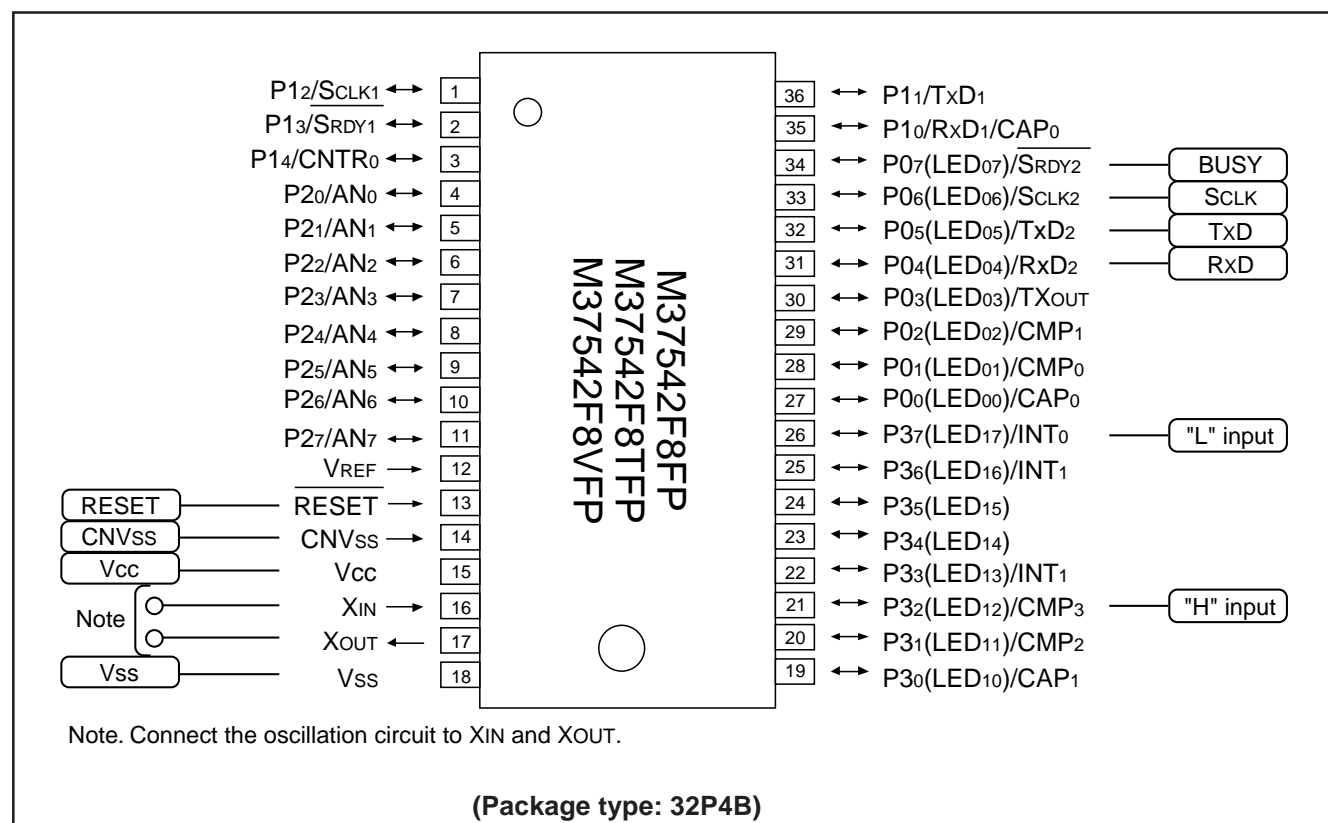 P12/SCLK1
P13/SRDY1
P14/CNTR0
P20/AN0
P21/AN1
P22/AN2
P23/AN3
P24/AN4
P25/AN5
P26/AN6
P27/AN7
VREF
RESET
CNVSS
Vcc
XIN
XOUT
VSS
RESET
CNVSS
Vcc
Note
Vss
1
2
3
4
5
6
7
8
9
10
11
12
13
14
15
16
17
18
M37542F8FP
M37542F8TFP
M37542F8VFP
36
35
34
33
32
31
30
29
28
27
26
25
24
23
22
21
20
19
P11/TxD1
P10/RxD1/CAP0
P07(LED07)/SRDY2
P06(LED06)/SCLK2
P05(LED05)/TxD2
P04(LED04)/RxD2
P03(LED03)/TXOUT
P02(LED02)/CMP1
P01(LED01)/CMP0
P00(LED00)/CAP0
P37(LED17)/INT0
P36(LED16)/INT1
P35(LED15)
P34(LED14)
P33(LED13)/INT1
P32(LED12)/CMP3
P31(LED11)/CMP2
P30(LED10)/CAP1
BUSY
SCLK
TXD
RXD
"L" input
"H" input
Note. Connect the oscillation circuit to XIN and XOUT.
(Package type: 32P4B)